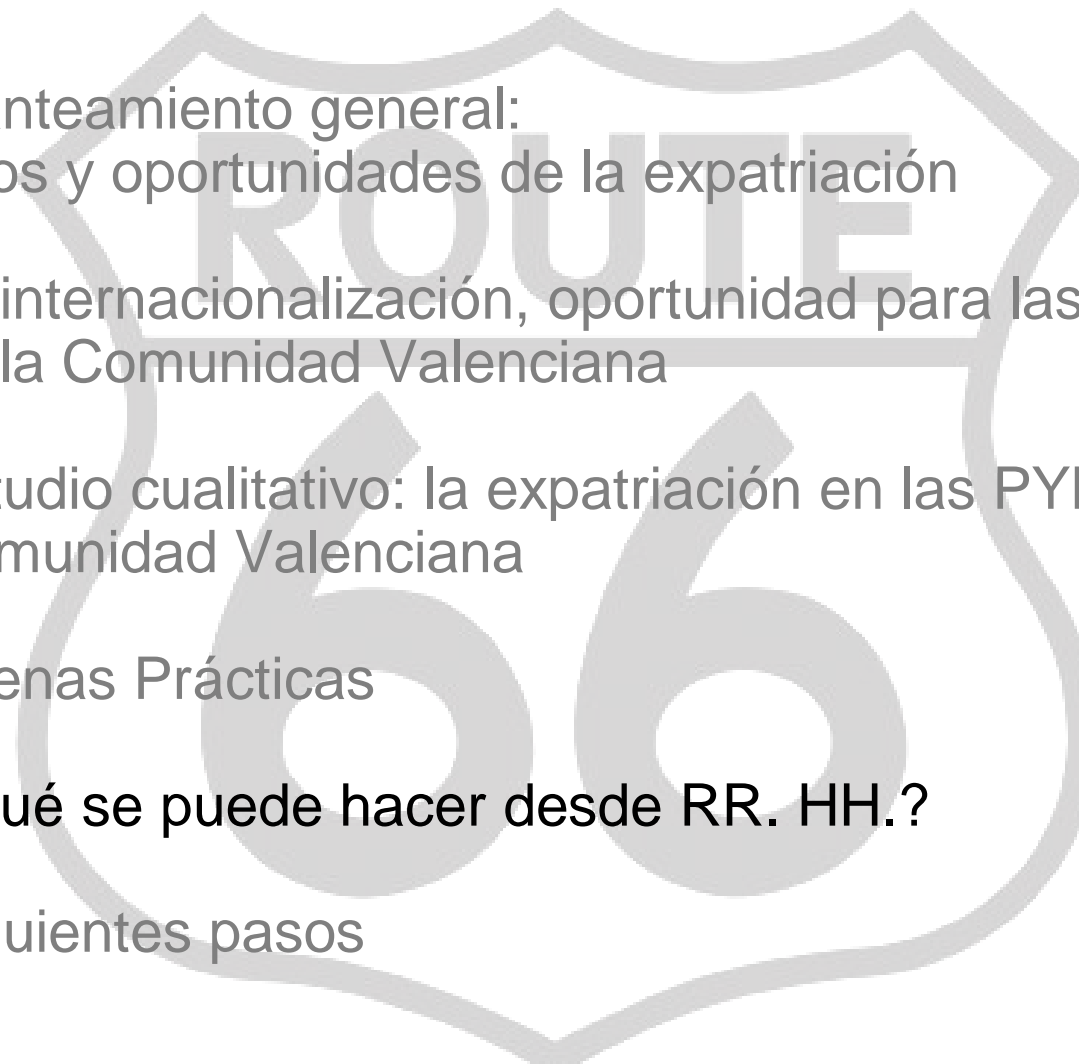 nteamiento general:
os y oportunidades de la expatriación
internacionalización, oportunidad para las
la Comunidad Valenciana
tudio cualitativo: la expatriación en las PY
munidad Valenciana
enas Prácticas
ué se puede hacer desde RR. HH.?
uientes pasos
ROUTE
66